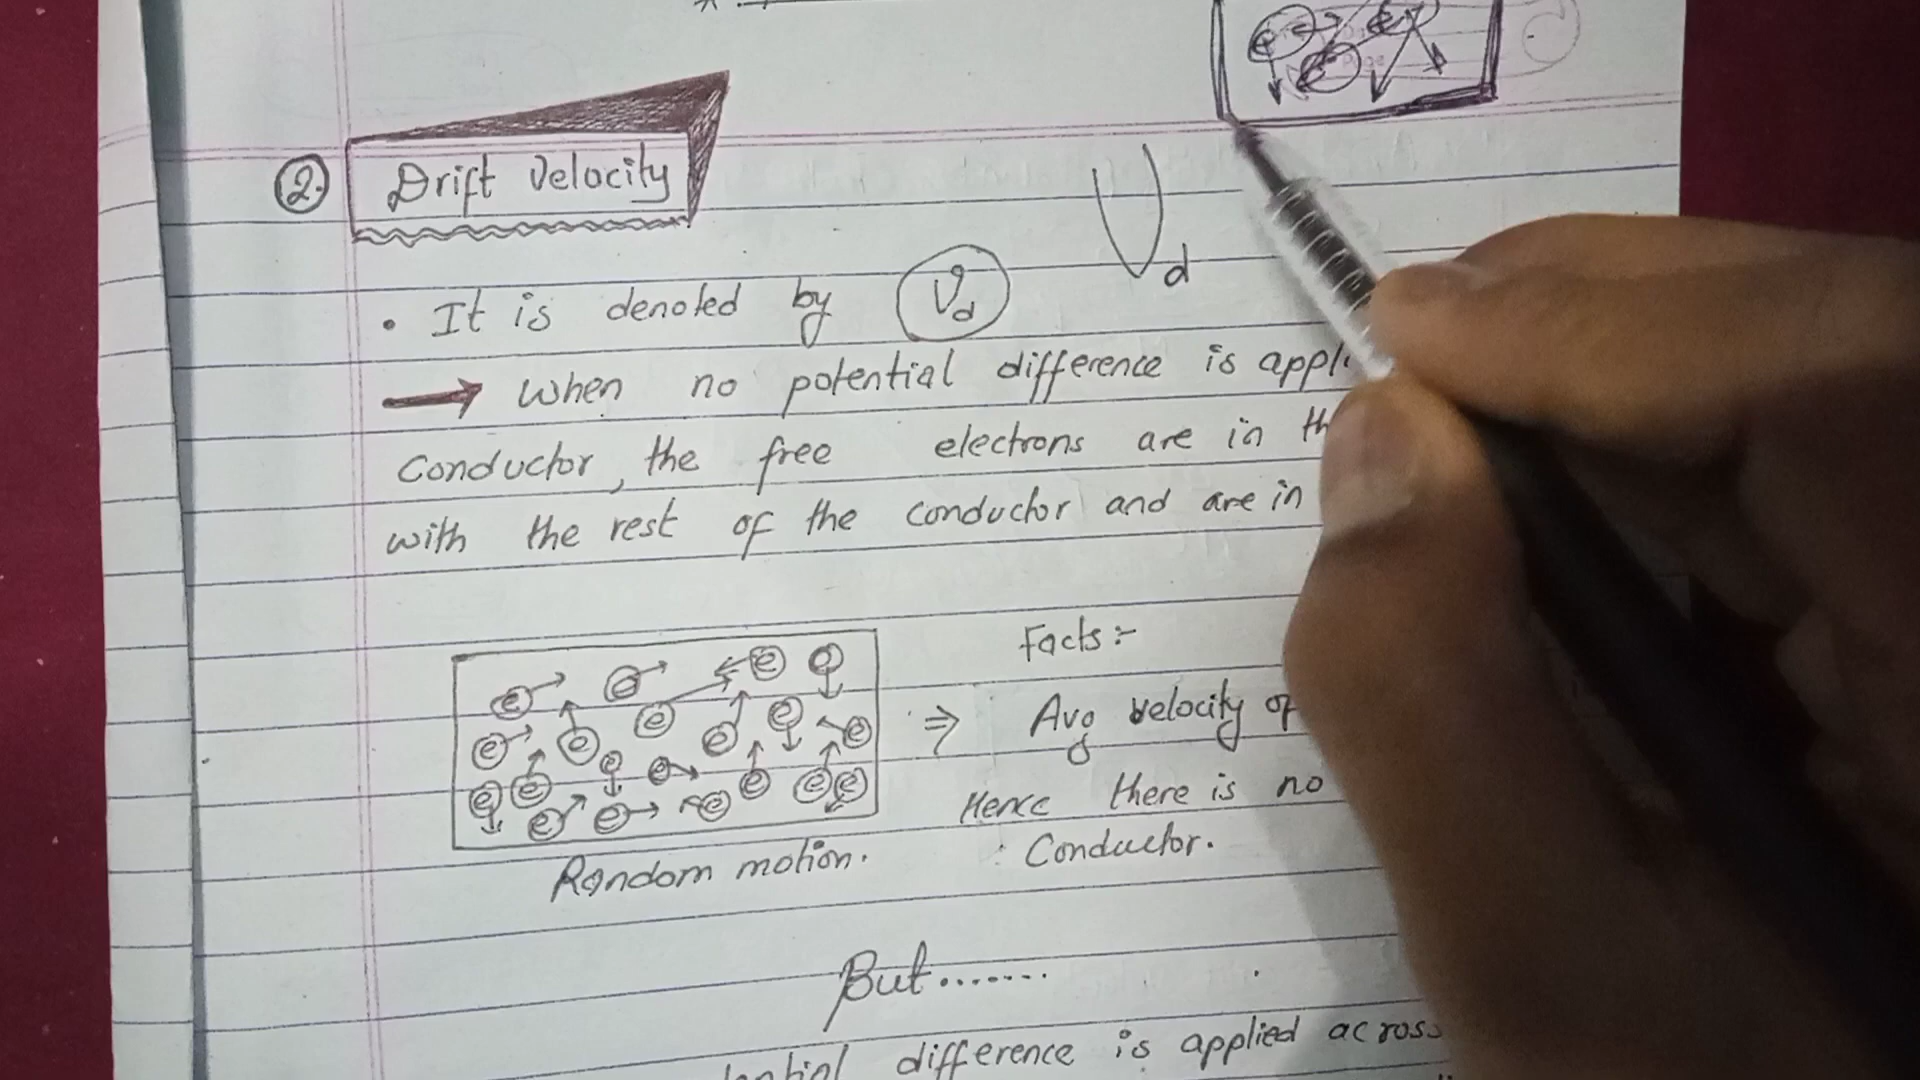 2. Drift Velocity
Vd
• It is denoted by Vd
→ When no potential difference is
Conductor, the free electrons are in
with the rest of the conductor and are in
Facts :-
⇒ Avg velocity of
Hence there is no
Conductor.
Random motion.
But.......
difference is applied across